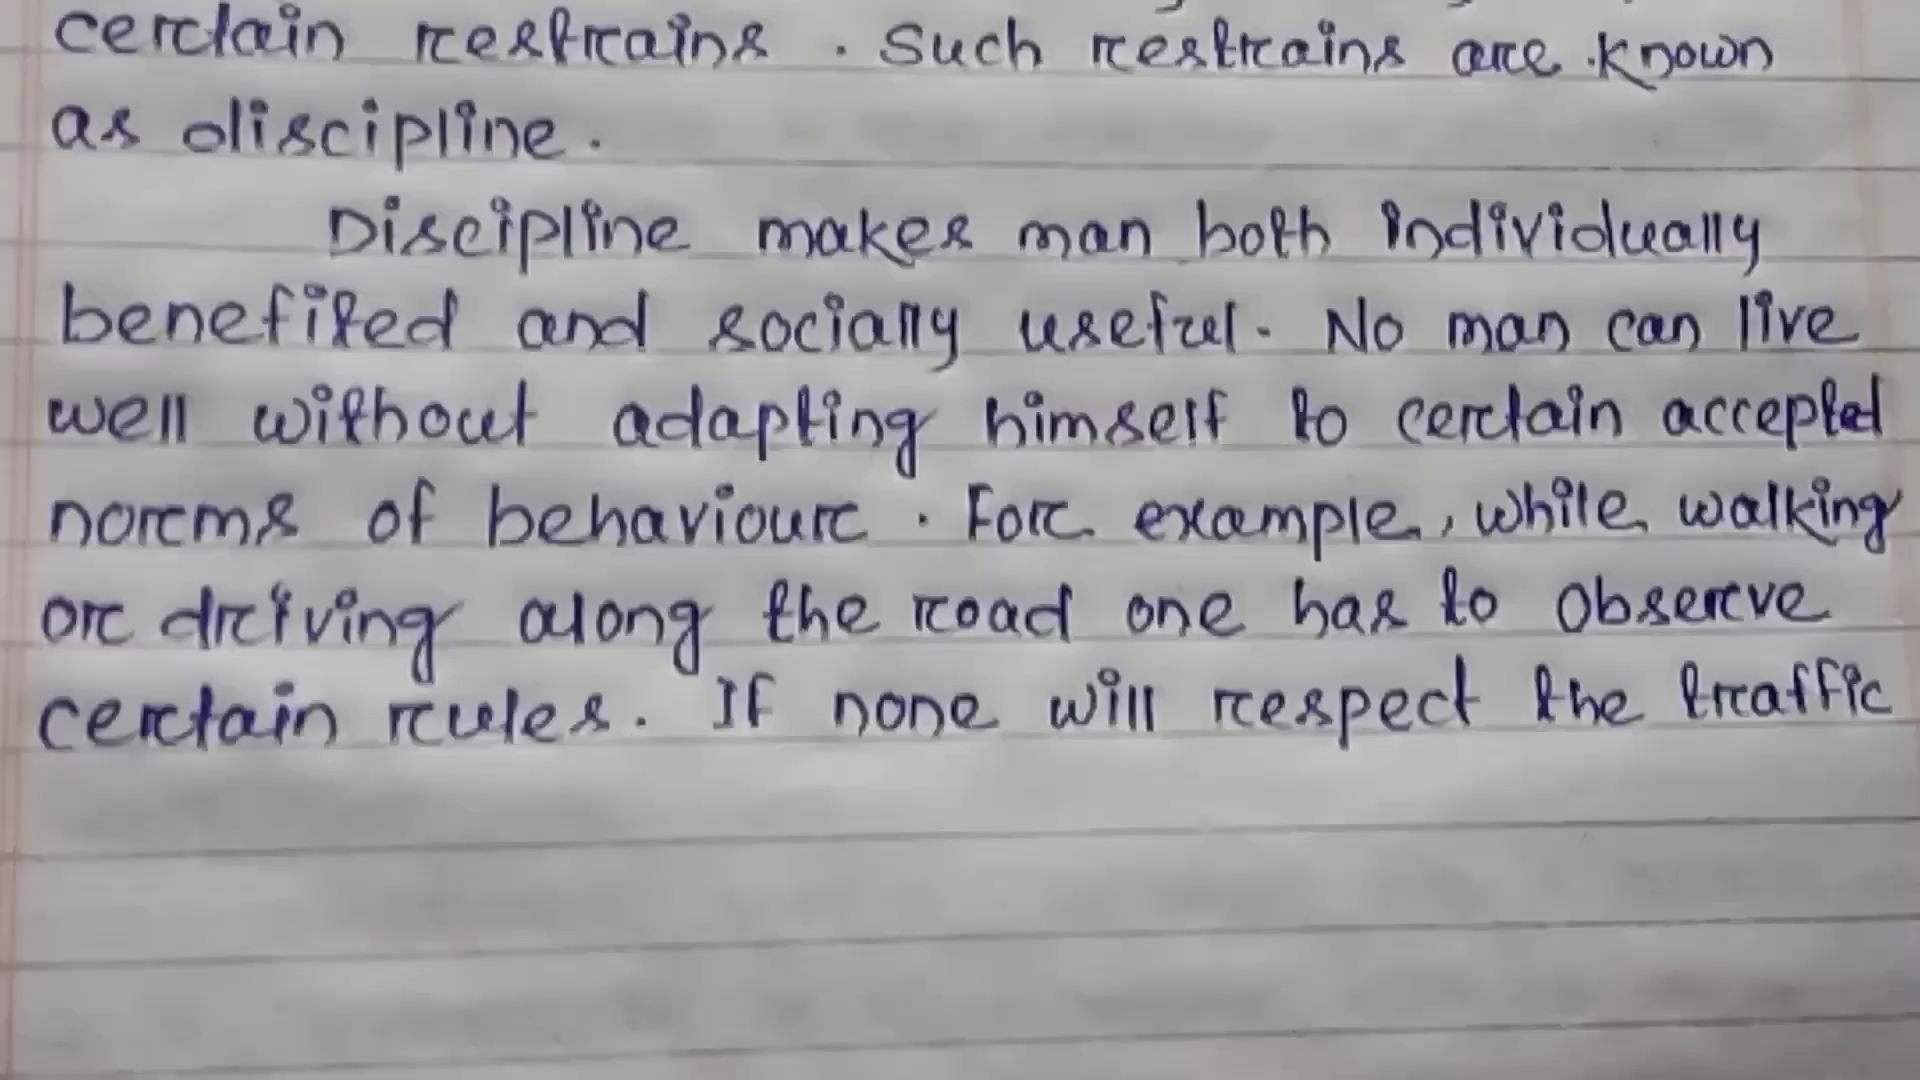 certain restrains. Such restrains are known
as discipline.
Discipline makes man both individually
benefited and socially useful. No man can live
well without adapting himself to certain accepted
norms of behaviour. For example, while walking
or driving along the road one has to observe
certain rules. If none will respect the traffic